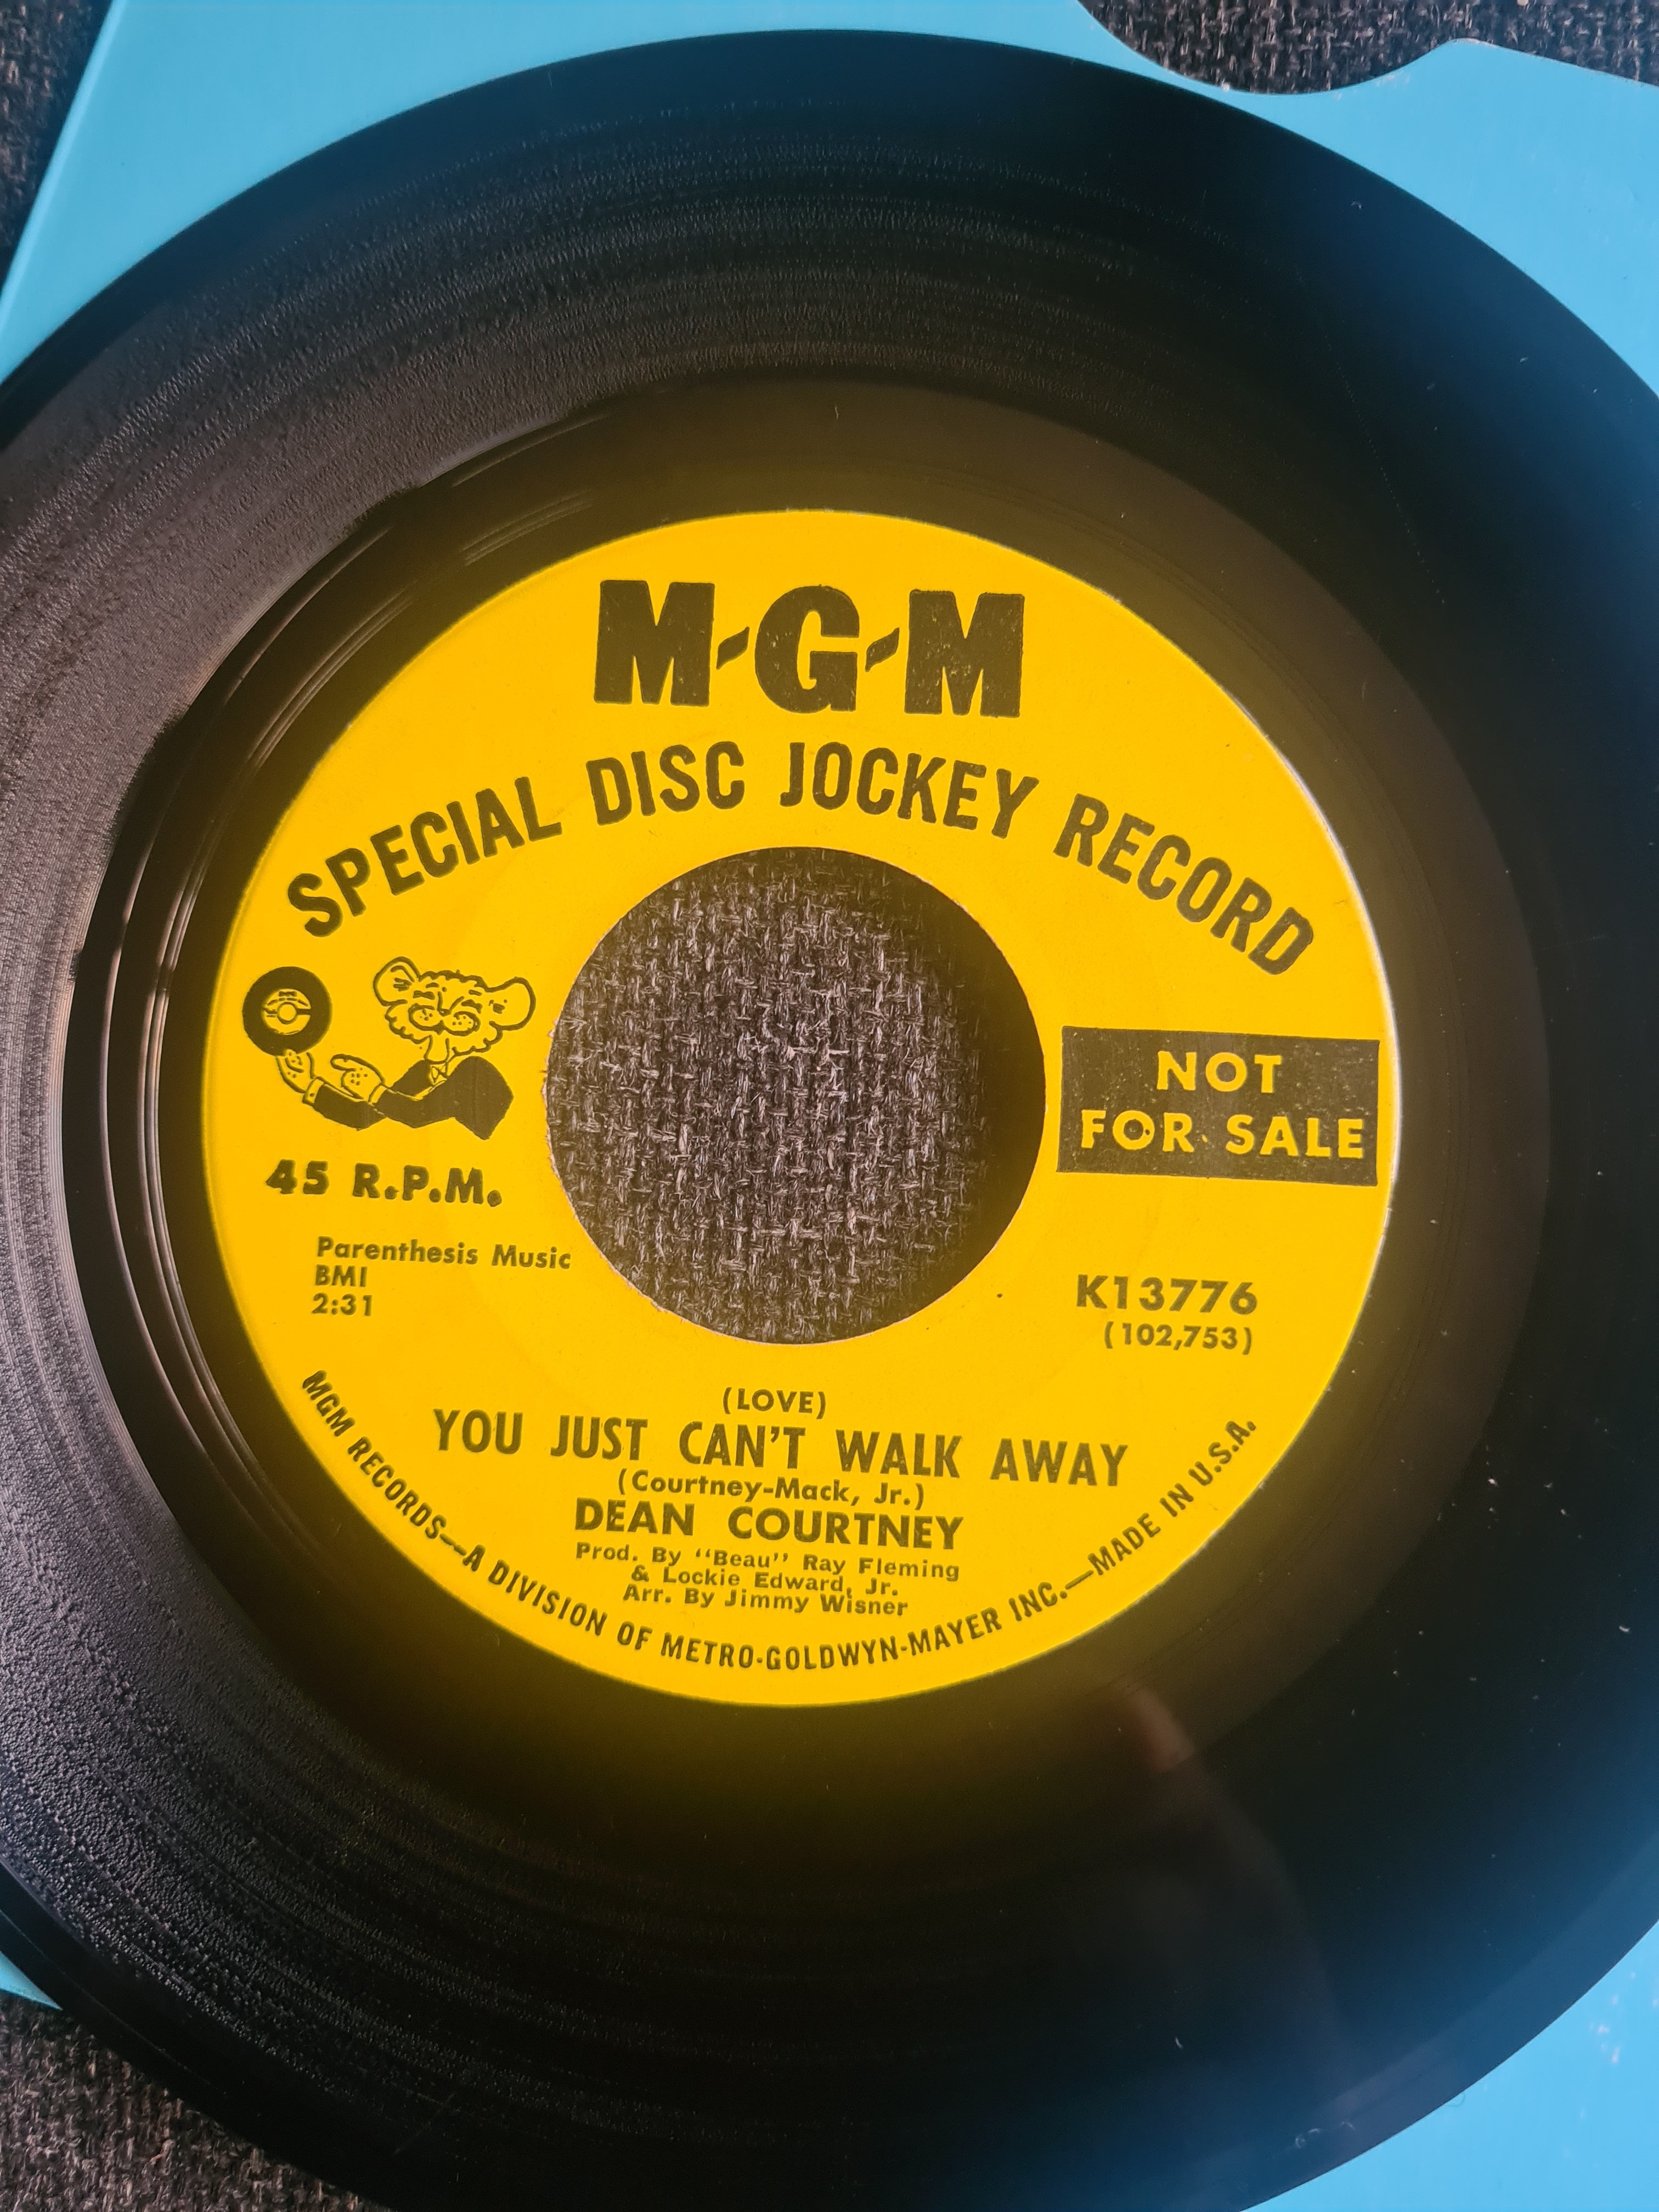 M-G-M
SPECIAL DISC JOCKEY RECORD
NOT
FOR SALE
45 R.P.M.
Parenthesis Music
BMI
2:31
K13776
(102,753)
(LOVE)
YOU JUST CAN'T WALK AWAY
(Courtney-Mack, Jr.)
DEAN COURTNEY
Prod. By "Beau" Ray Fleming
& Lockie Edward, Jr.
Arr. By Jimmy Wisner
MGM RECORDS—A DIVISION OF METRO-GOLDWYN-MAYER INC.—MADE IN U.S.A.